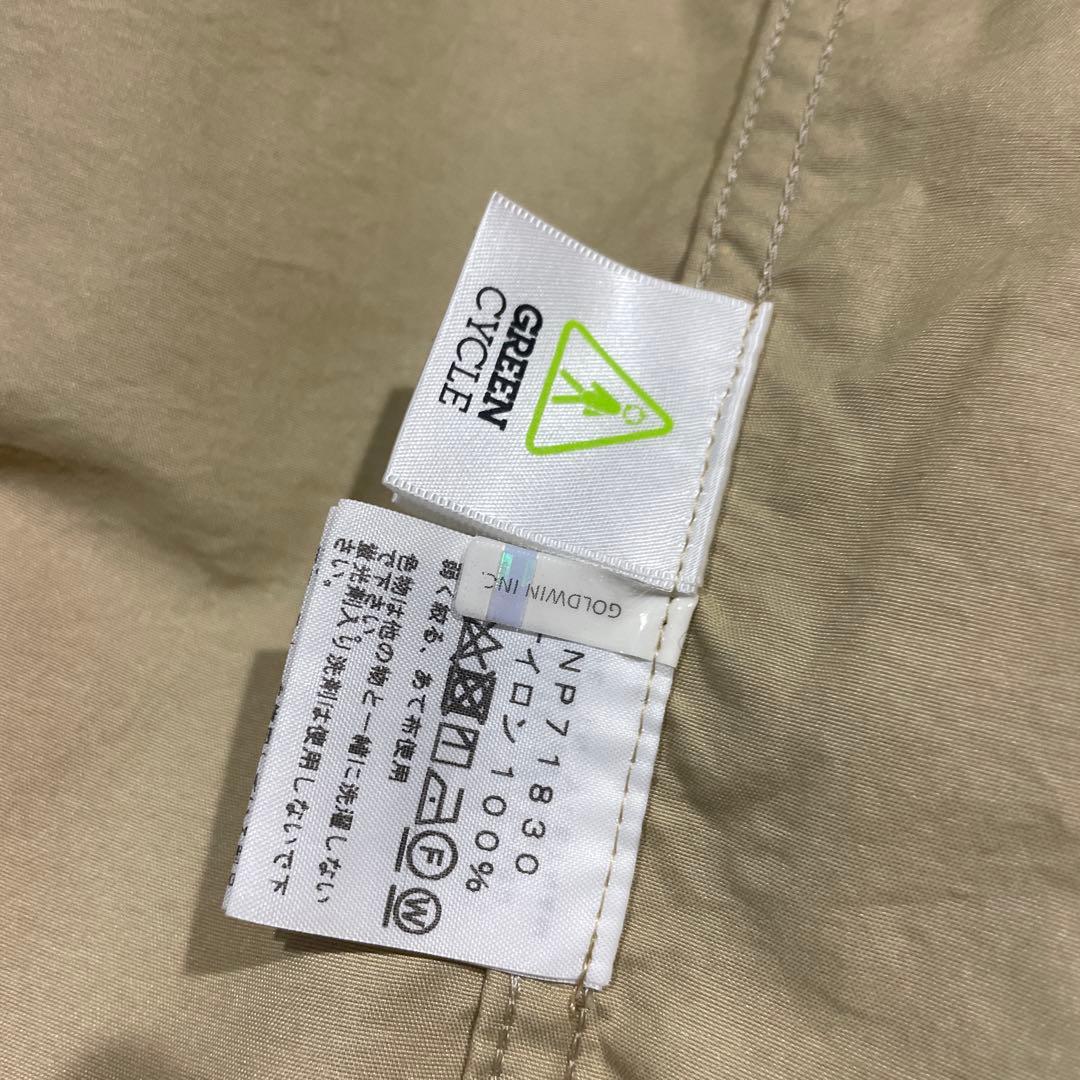 GREEN
CYCLE
GOLDWIN INC.
NP71830
イロン100%
弱く取る、あて布使用
色物は他の物と一緒に洗濯しない
で下さい。
蛍光剤入り洗剤は使用しないで下
さい。